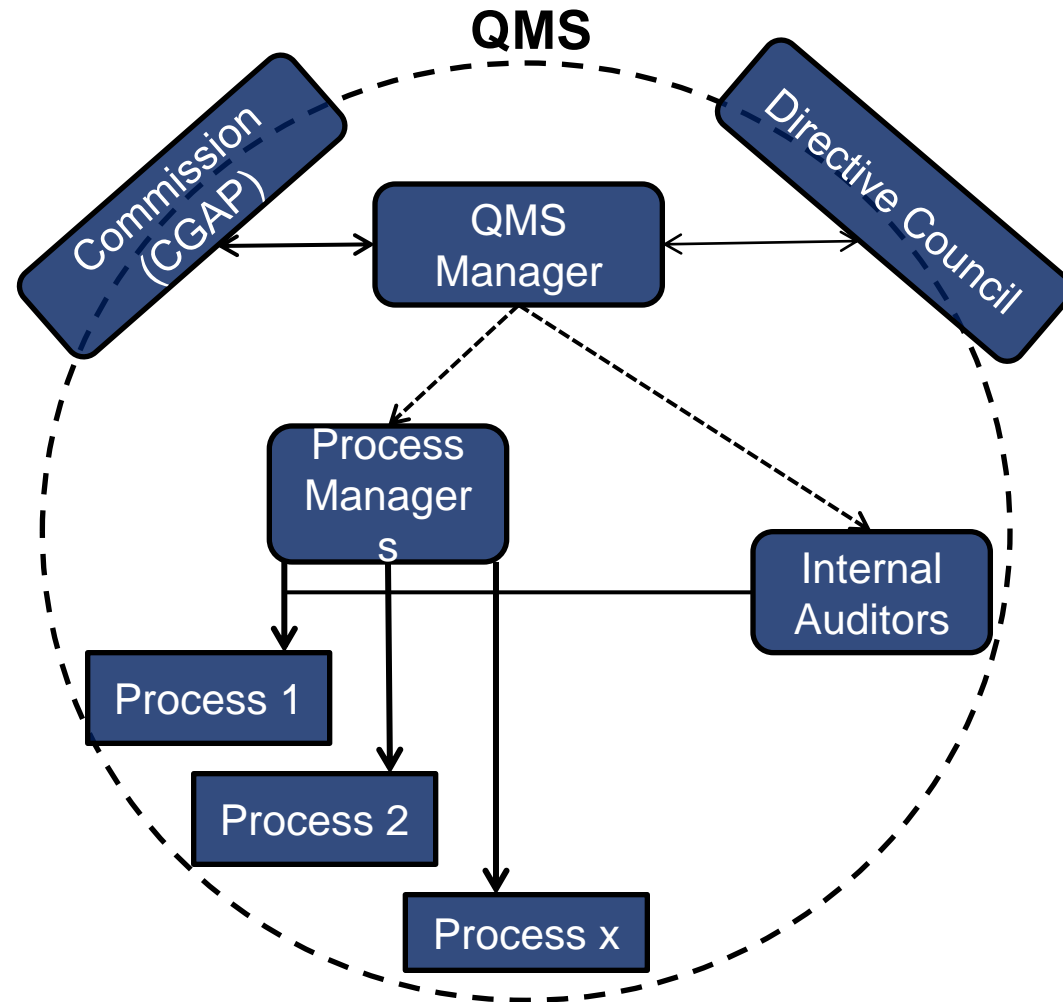 QMS
Commission
(CGAP)
Directive Council
QMS
Manager
Process
Manager
s
Internal
Auditors
Process 1
Process 2
Process x